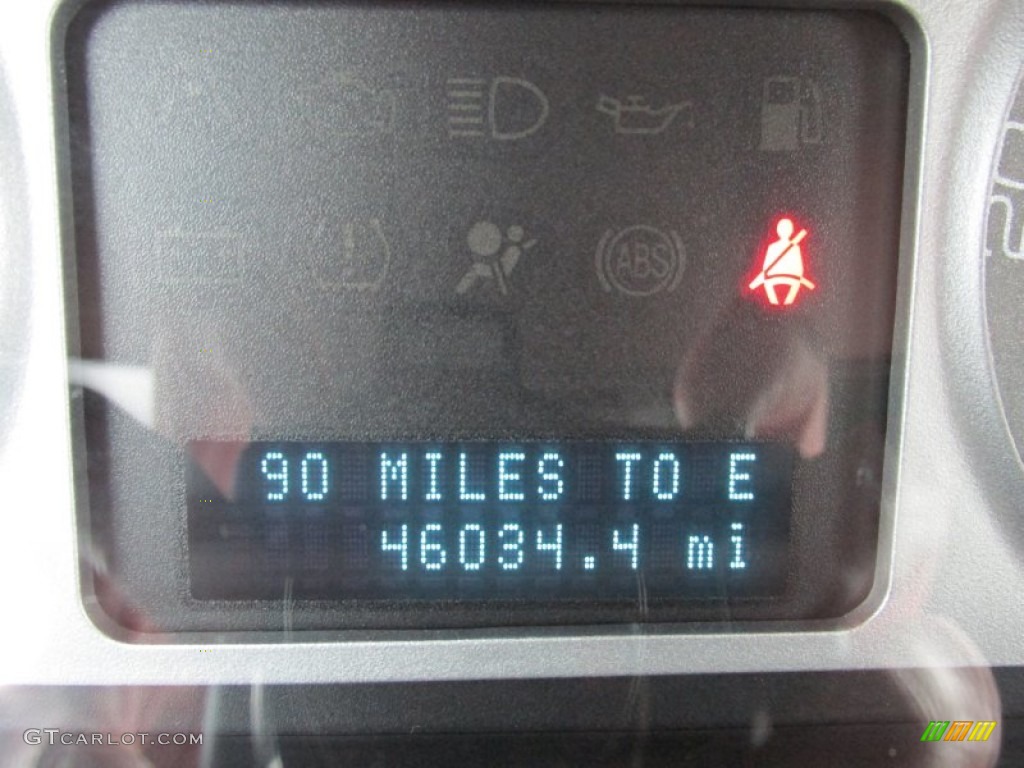 ABS
90 MILES TO E
46034.4 mi
GTCARLOT.COM